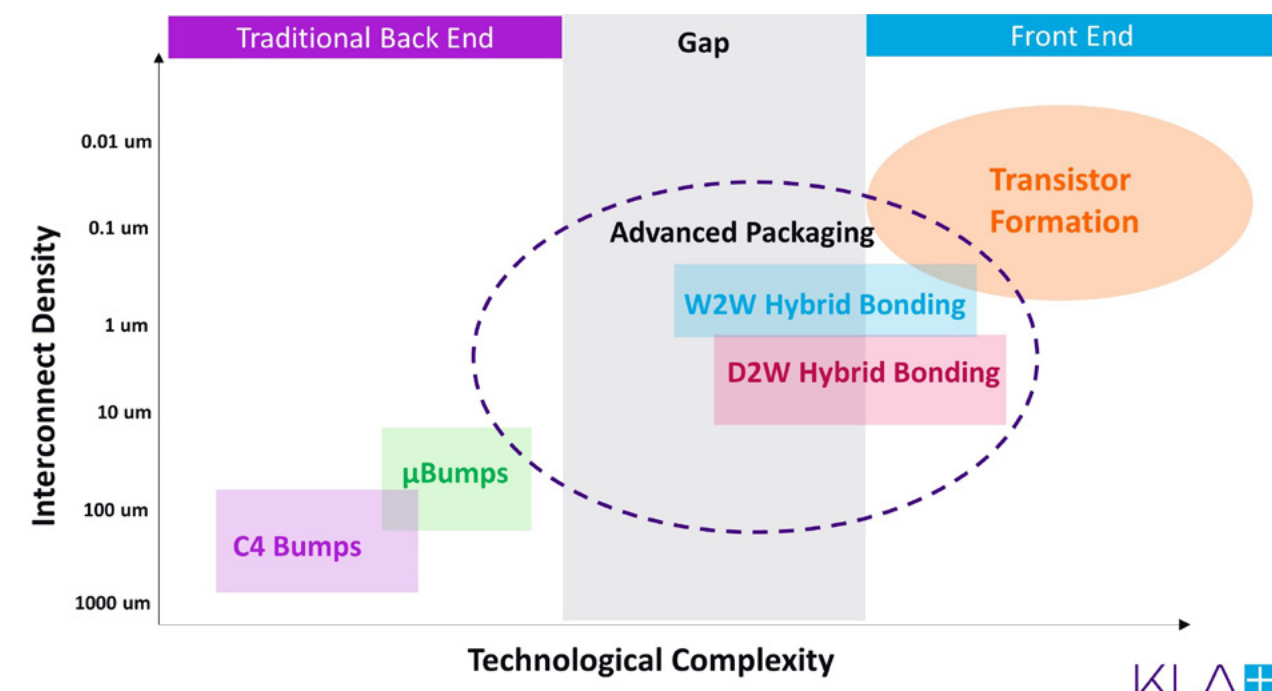 Traditional Back End
Gap
Front End
0.01 um
0.1 um
1 um
10 um
100 um
1000 um
Interconnect Density
Transistor
Formation
Advanced Packaging
W2W Hybrid Bonding
D2W Hybrid Bonding
µBumps
C4 Bumps
Technological Complexity
KLA+